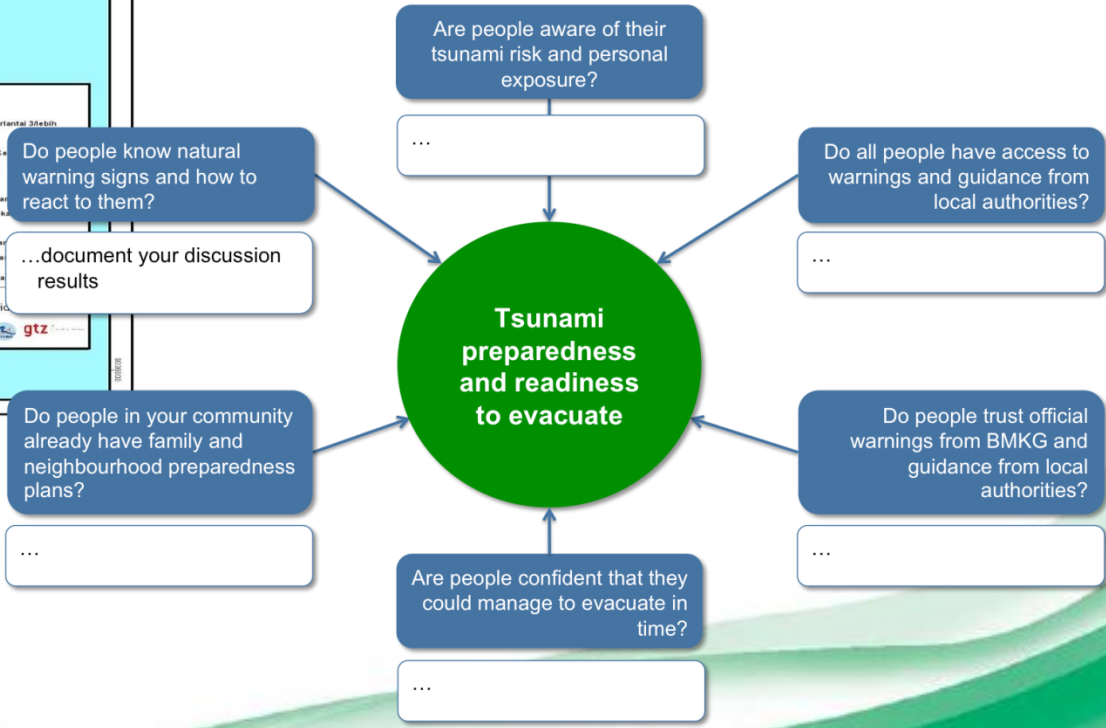 Are people aware of their
tsunami risk and personal
exposure?
...
rlantai 3/lebih
Do people know natural
warning signs and how to
react to them?
…document your discussion
results
gtz
Do all people have access to
warnings and guidance from
local authorities?
...
Tsunami
preparedness
and readiness
to evacuate
Do people in your community
already have family and
neighbourhood preparedness
plans?
...
Do people trust official
warnings from BMKG and
guidance from local
authorities?
...
Are people confident that they
could manage to evacuate in
time?
...